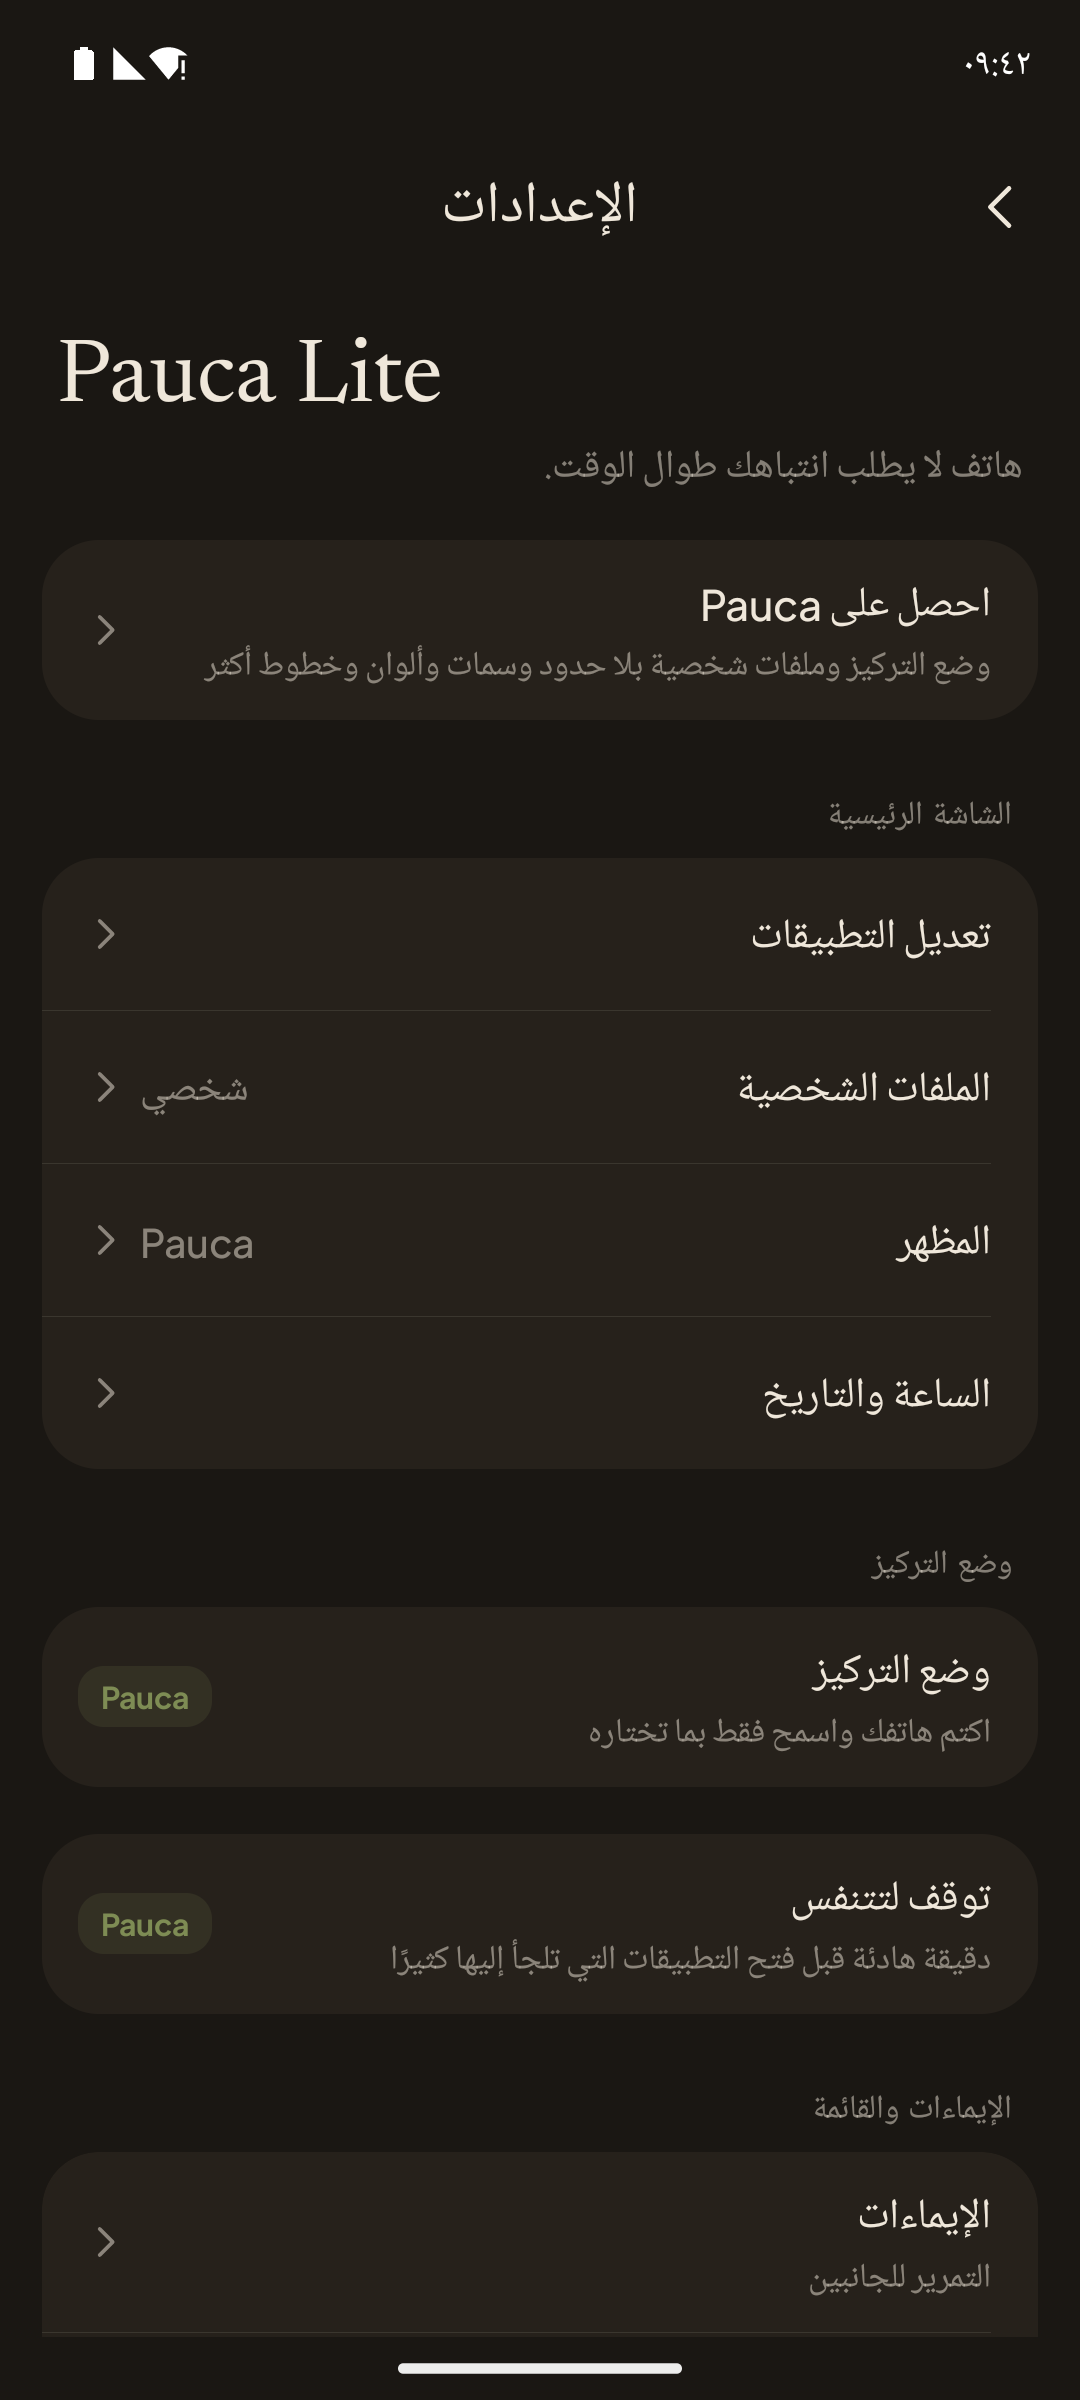 ٠٩:٤٢
الإعدادات
Pauca Lite
هاتف لا يطلب انتباهك طوال الوقت.
احصل على Pauca
وضع التركيز وملفات شخصية بلا حدود وسمات وألوان وخطوط أكثر
الشاشة الرئيسية
تعديل التطبيقات
الملفات الشخصية شخصي
المظهر Pauca
الساعة والتاريخ
وضع التركيز
وضع التركيز
Pauca
اكتم هاتفك واسمح فقط بما تختاره
توقف لتتنفس
Pauca
دقيقة هادئة قبل فتح التطبيقات التي تلجأ إليها كثيرًا
الإيماءات والقائمة
الإيماءات
التمرير للجانبين